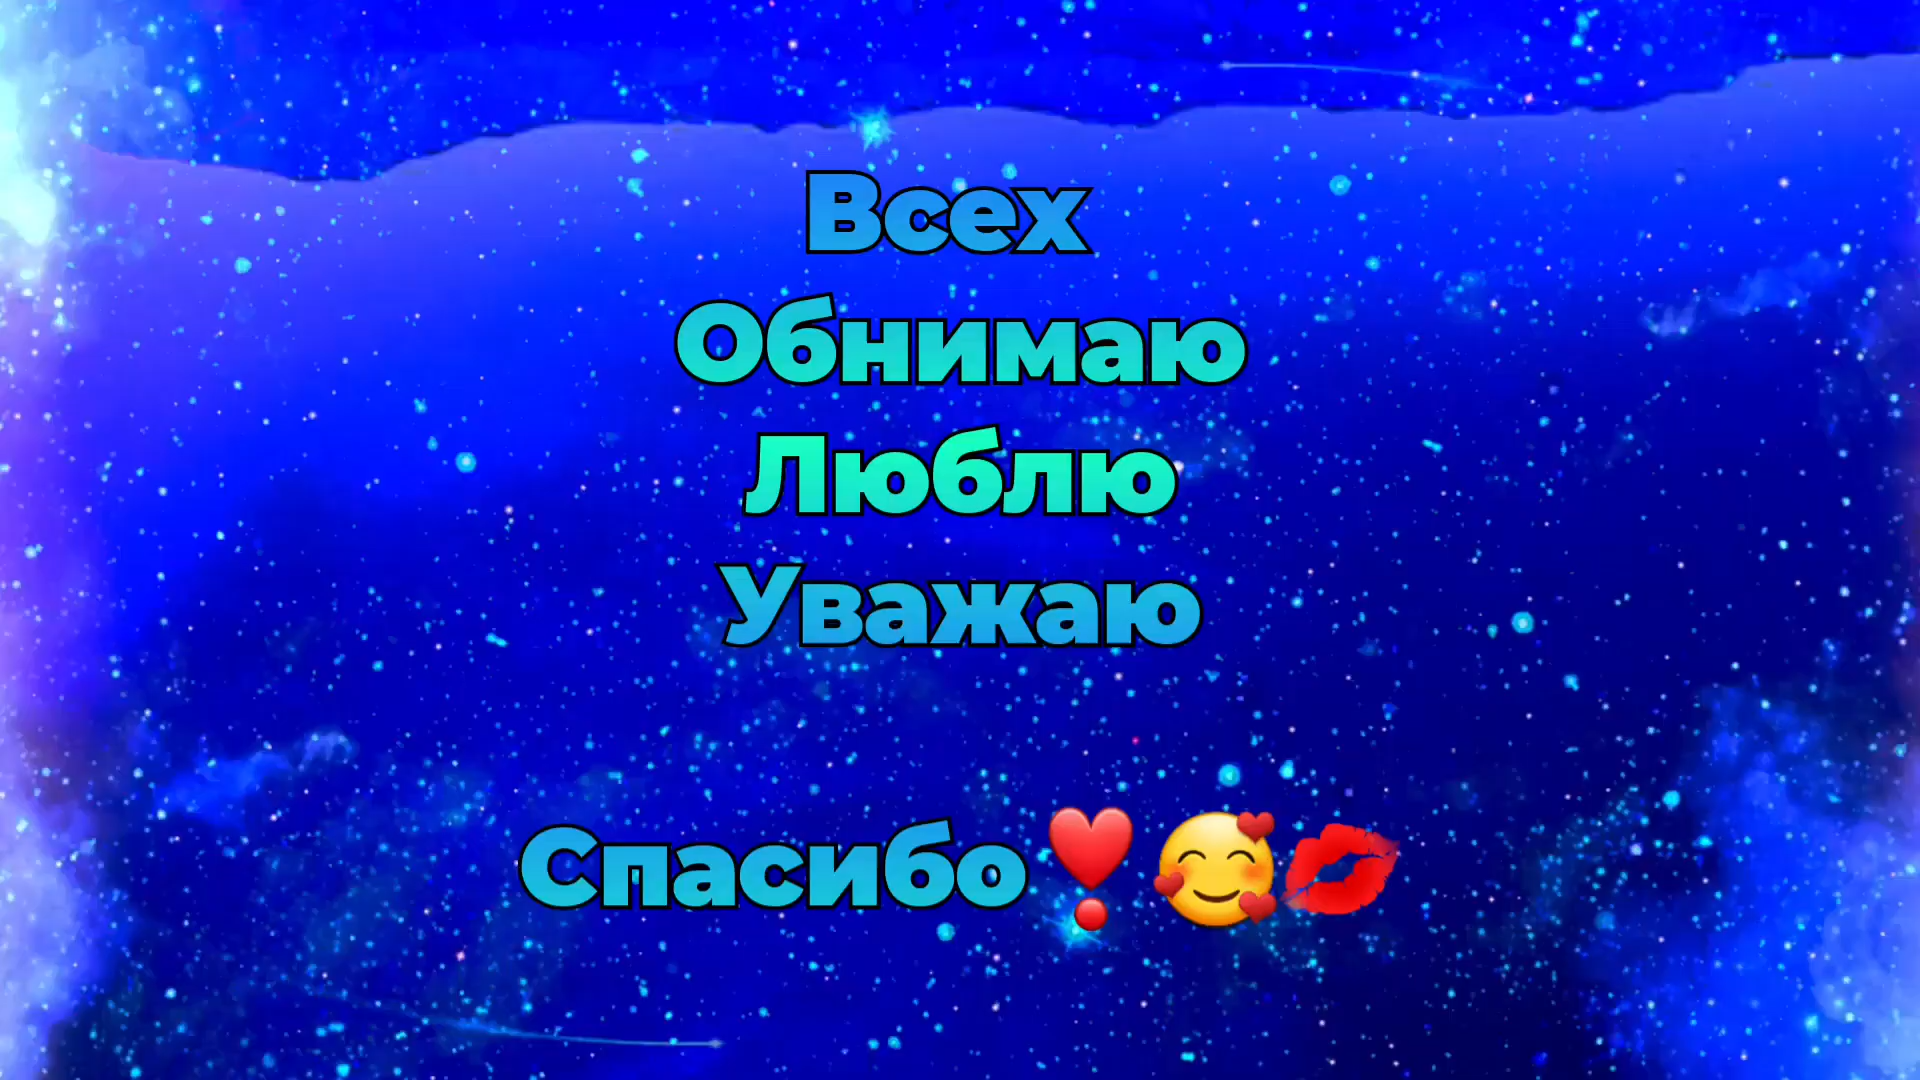 Всех
Обнимаю
Люблю
Уважаю
Спасибо❣️🥰💋